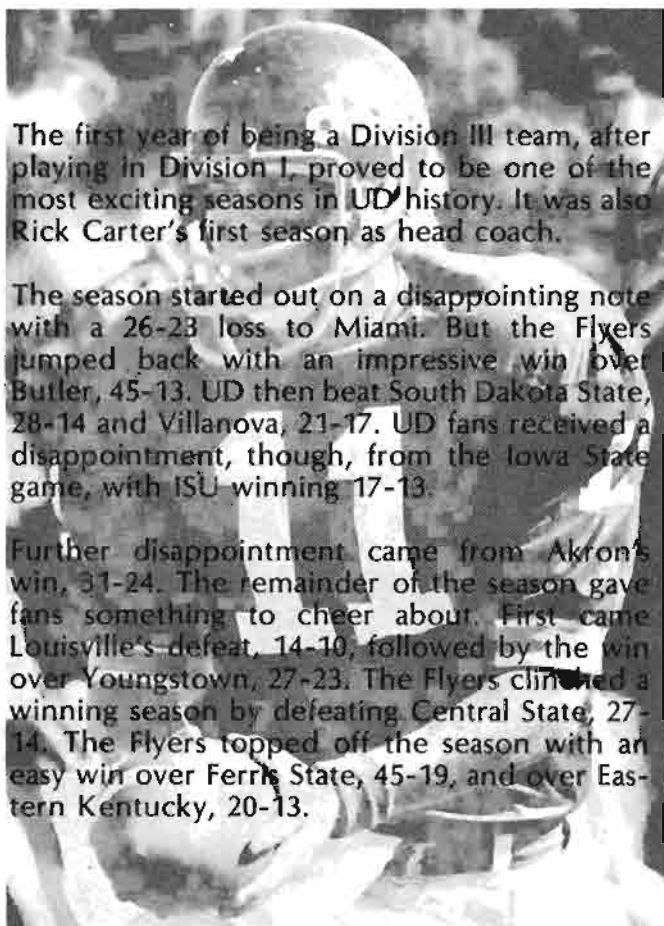 The first year of being a Division III team, after
playing in Division I, proved to be one of the
most exciting seasons in UD history. It was also
Rick Carter's first season as head coach.
The season started out on a disappointing note
with a 26-23 loss to Miami. But the Flyers
jumped back with an impressive win over
Butler, 45-13. UD then beat South Dakota State,
28-14 and Villanova, 21-17. UD fans received a
disappointment, though, from the Iowa State
game, with ISU winning 17-13.
Further disappointment came from Akron's
win, 31-24. The remainder of the season gave
fans something to cheer about. First came
Louisville's defeat, 14-10, followed by the win
over Youngstown, 27-23. The Flyers clinched a
winning season by defeating Central State, 27-
14. The Flyers topped off the season with an
easy win over Ferris State, 45-19, and over Eas-
tern Kentucky, 20-13.
11